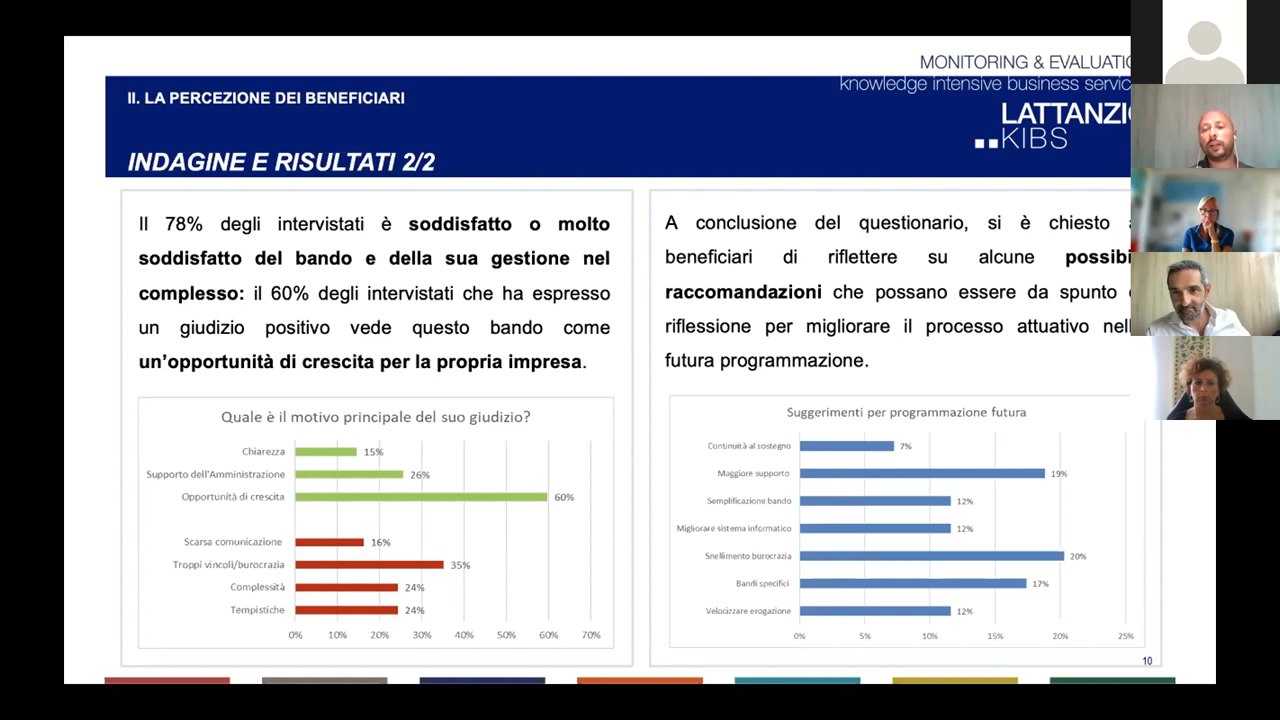 MONITORING & EVALUATIO
knowledge intensive business servic
II. LA PERCEZIONE DEI BENEFICIARI
LATTANZIO
KIBS
INDAGINE E RISULTATI 2/2
Il 78% degli intervistati è soddisfatto o molto
soddisfatto del bando e della sua gestione nel
complesso: il 60% degli intervistati che ha espresso
un giudizio positivo vede questo bando come
un'opportunità di crescita per la propria impresa.
Quale è il motivo principale del suo giudizio?
Chiarezza 15%
Supporto dell'Amministrazione 26%
Opportunità di crescita 60%
Scarsa comunicazione 16%
Troppi vincoli/burocrazia 35%
Complessità 24%
Tempistiche 24%
0% 10% 20% 30% 40% 50% 60% 70%
A conclusione del questionario, si è chiesto
beneficiari di riflettere su alcune possibi
raccomandazioni che possano essere da spunto
riflessione per migliorare il processo attuativo nell
futura programmazione.
Suggerimenti per programmazione futura
Continuità al sostegno 7%
Maggiore supporto 19%
Semplificazione bando 12%
Migliorare sistema informatico 12%
Snellimento burocrazia 20%
Bandi specifici 17%
Velocizzare erogazione 12%
0% 5% 10% 15% 20% 25%
10